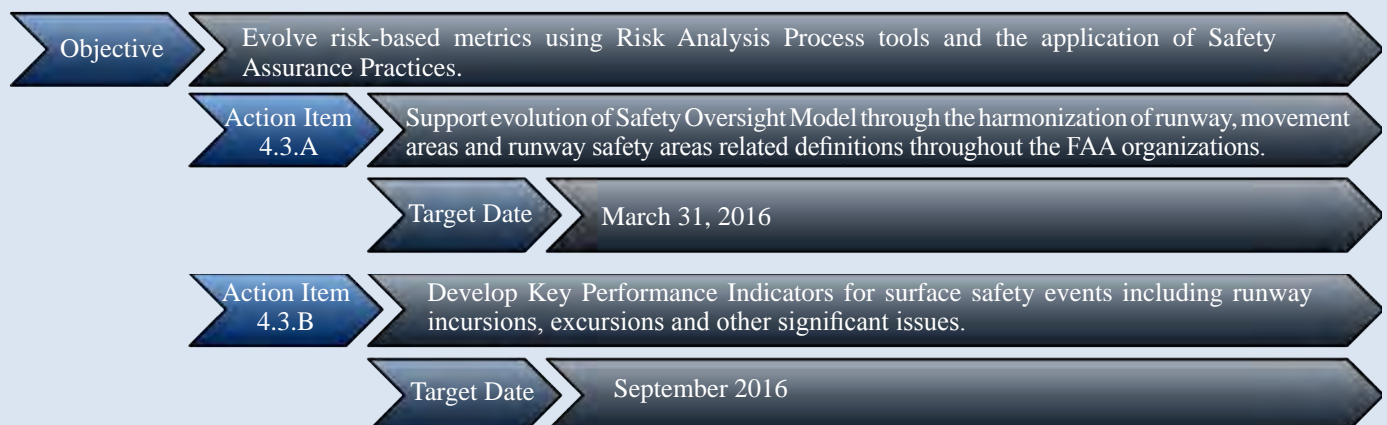 Objective
Evolve risk-based metrics using Risk Analysis Process tools and the application of Safety
Assurance Practices.
Action Item
4.3.A
Support evolution of Safety Oversight Model through the harmonization of runway, movement
areas and runway safety areas related definitions throughout the FAA organizations.
Target Date
March 31, 2016
Action Item
4.3.B
Develop Key Performance Indicators for surface safety events including runway
incursions, excursions and other significant issues.
Target Date
September 2016